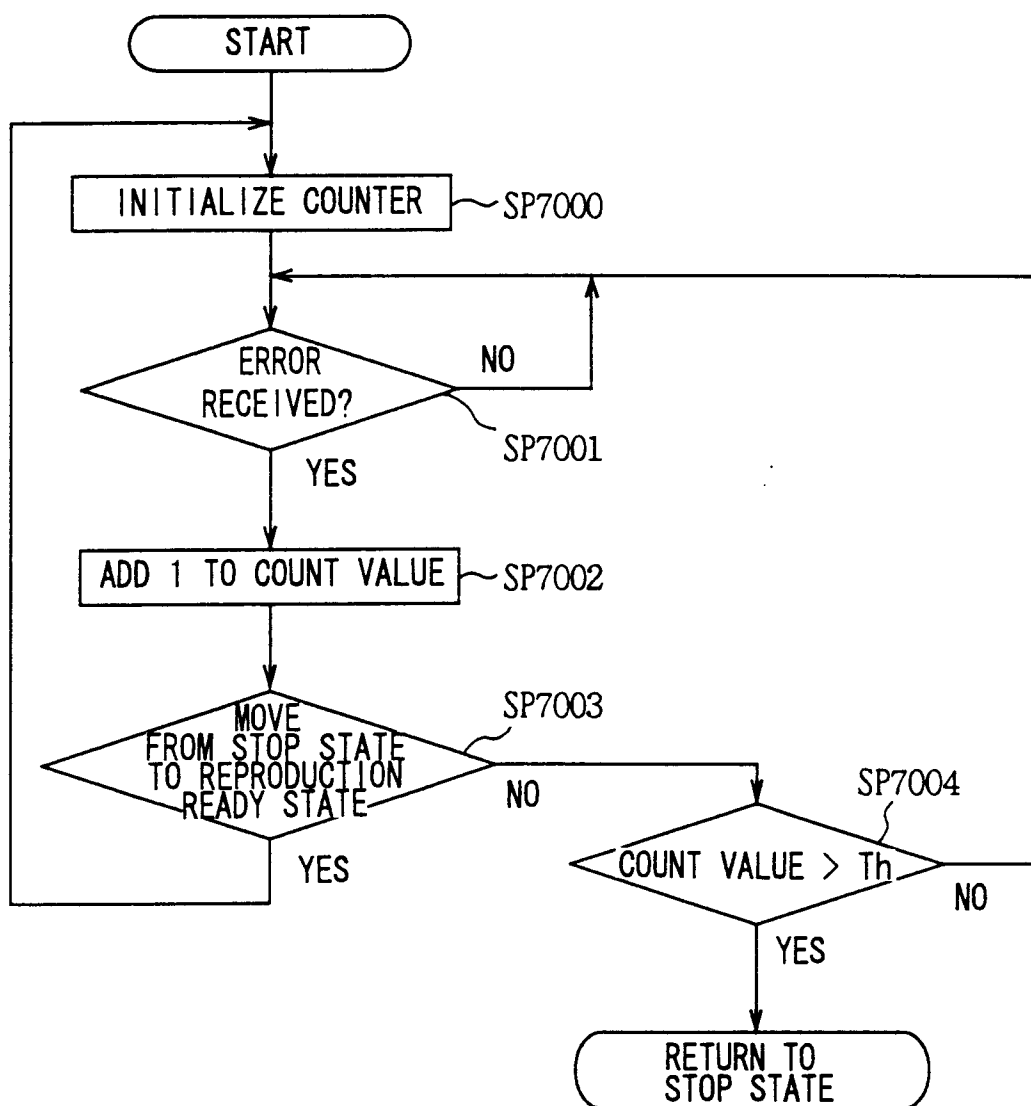 START
INITIALIZE COUNTER
SP7000
ERROR
RECEIVED?
NO
SP7001
YES
ADD 1 TO COUNT VALUE
SP7002
MOVE
FROM STOP STATE
TO REPRODUCTION
READY STATE
SP7003
NO
YES
SP7004
COUNT VALUE > Th
NO
YES
RETURN TO
STOP STATE